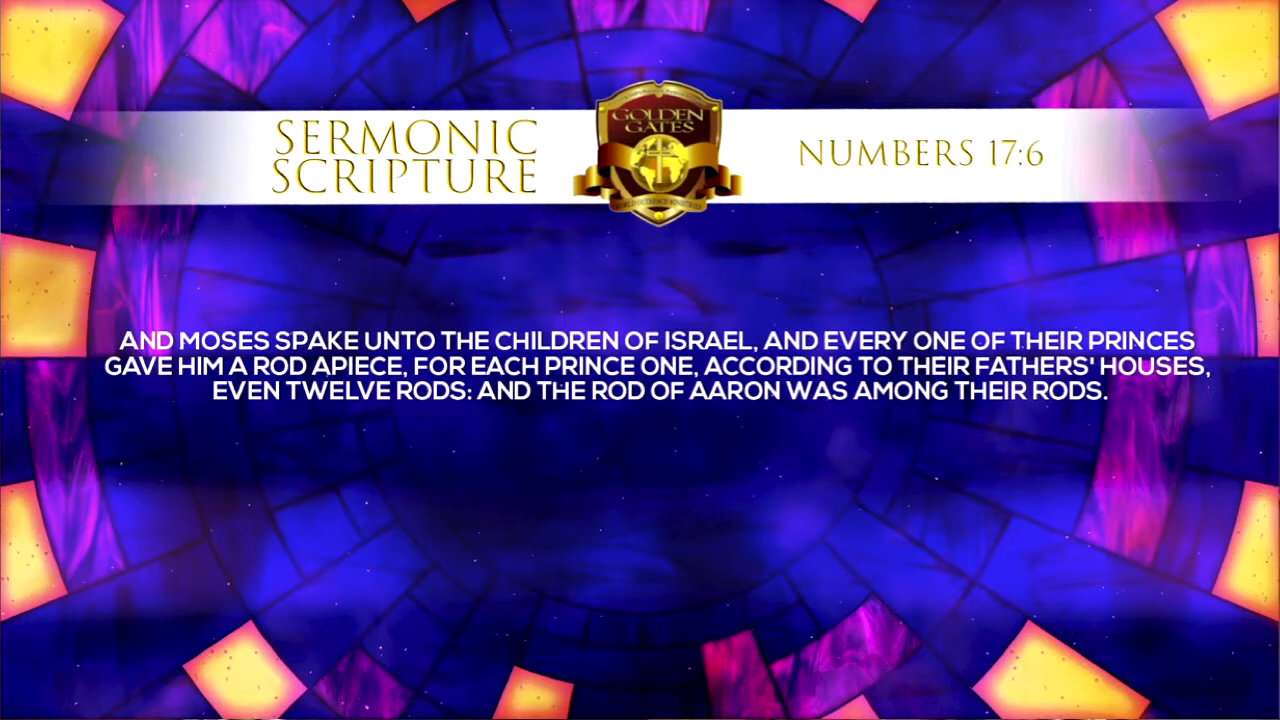 SERMONIC
SCRIPTURE
GOLDEN
GATES
NUMBERS 17:6
AND MOSES SPAKE UNTO THE CHILDREN OF ISRAEL, AND EVERY ONE OF THEIR PRINCES
GAVE HIM A ROD APIECE, FOR EACH PRINCE ONE, ACCORDING TO THEIR FATHERS' HOUSES,
EVEN TWELVE RODS: AND THE ROD OF AARON WAS AMONG THEIR RODS.